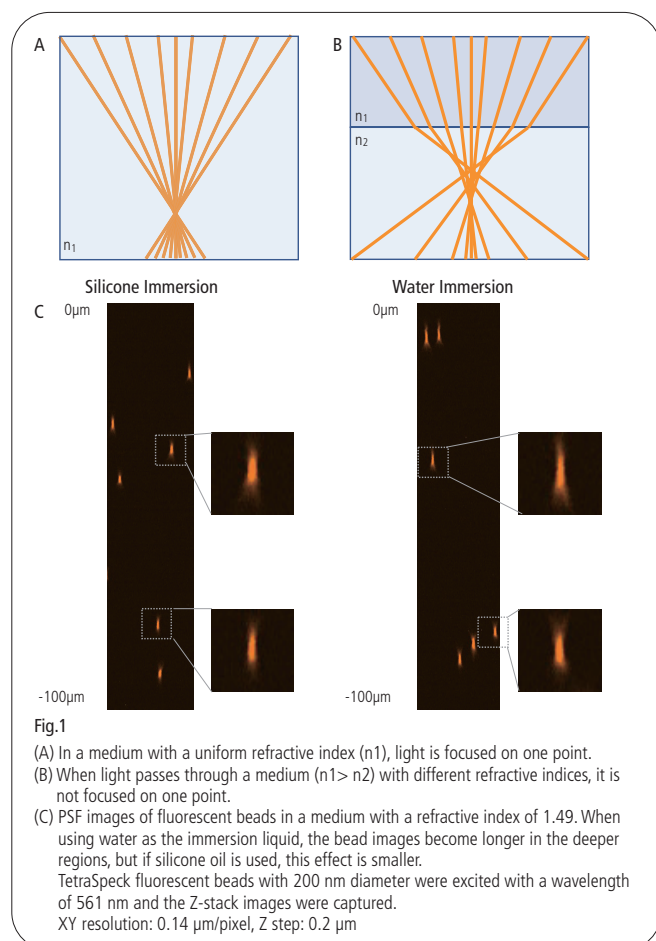 A
B
n1
n1
n2
Silicone Immersion
Water Immersion
C
0µm
0µm
-100µm
-100µm
Fig.1
(A) In a medium with a uniform refractive index (n1), light is focused on one point.
(B) When light passes through a medium (n1> n2) with different refractive indices, it is
not focused on one point.
(C) PSF images of fluorescent beads in a medium with a refractive index of 1.49. When
using water as the immersion liquid, the bead images become longer in the deeper
regions, but if silicone oil is used, this effect is smaller.
TetraSpeck fluorescent beads with 200 nm diameter were excited with a wavelength
of 561 nm and the Z-stack images were captured.
XY resolution: 0.14 µm/pixel, Z step: 0.2 µm